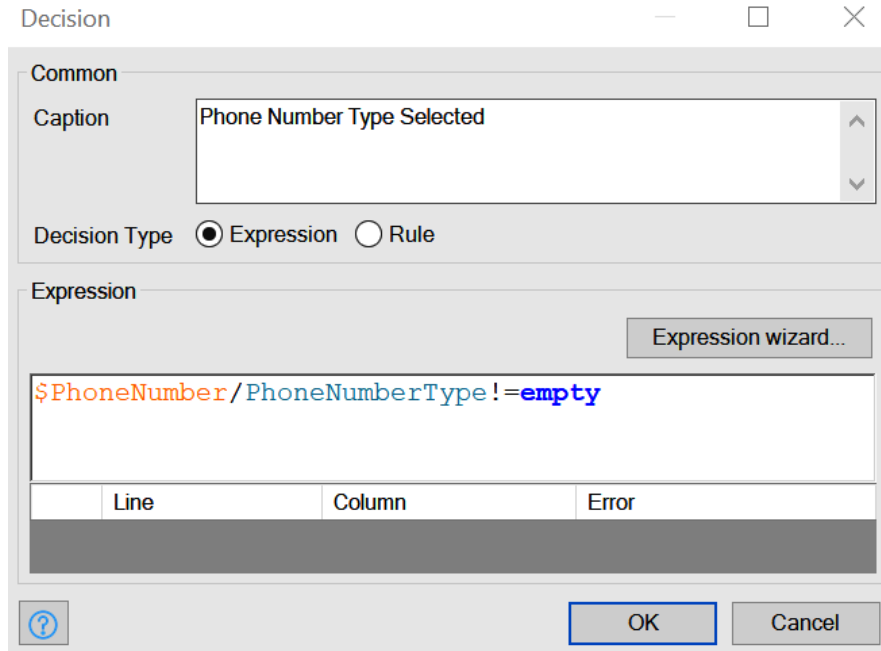 Decision
Common
Caption
Phone Number Type Selected
Decision Type Expression Rule
Expression
Expression wizard...
$PhoneNumber/PhoneNumberType!=empty
Line Column Error
?
OK Cancel